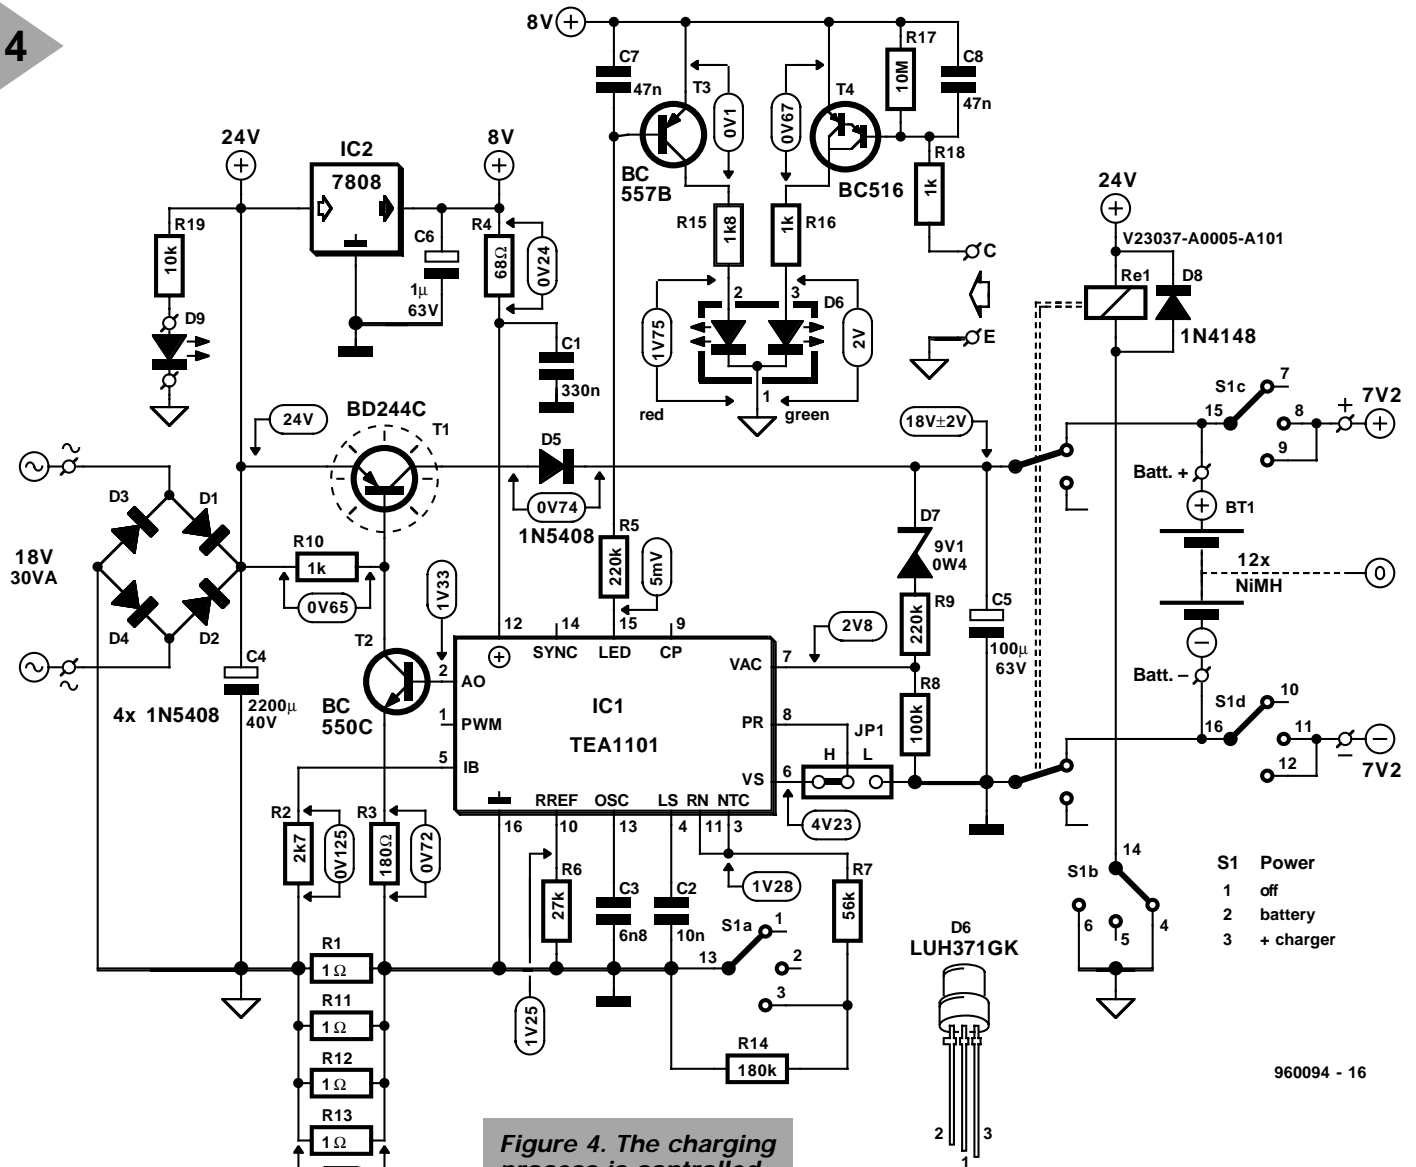 4
8V
C7
47n
T3
0V1
0V67
T4
R17
10M
C8
47n
BC
557B
BC516
R18
1k
R15
1k8
1k
R16
C
E
2
3
D6
1V75
2V
1
red
green
24V
IC2
7808
8V
R19
10k
D9
C6
1μ
63V
R4
68Ω
0V24
C1
330n
24V
V23037-A0005-A101
Re1
D8
1N4148
24V
BD244C
T1
D5
0V74
1N5408
18V±2V
S1c
7
15
8
9
+
7V2
Batt. +
BT1
12x
NiMH
0
Batt. –
S1d
10
16
11
12
–
7V2
~
18V
30VA
~
D3
D1
D4
D2
4x 1N5408
R10
1k
0V65
T2
BC
550C
C4
2200μ
40V
1V33
R5
220k
5mV
D7
9V1
0W4
R9
220k
C5
100μ
63V
2V8
R8
100k
12
14
15
9
SYNC
LED
CP
2
AO
1
PWM
5
IB
IC1
TEA1101
VAC
7
PR
8
VS
6
RREF
OSC
LS
RN
NTC
16
10
13
4
11
3
JP1
H
L
4V23
R2
2k7
0V125
R3
180Ω
0V72
R6
27k
C3
6n8
C2
10n
1V28
R7
56k
S1a
1
13
2
3
1V25
R14
180k
R1
1Ω
R11
1Ω
R12
1Ω
R13
1Ω
D6
LUH371GK
2
3
1
S1b
14
6
5
4
S1 Power
1 off
2 battery
3 + charger
960094 - 16
Figure 4. The charging
process is controlled